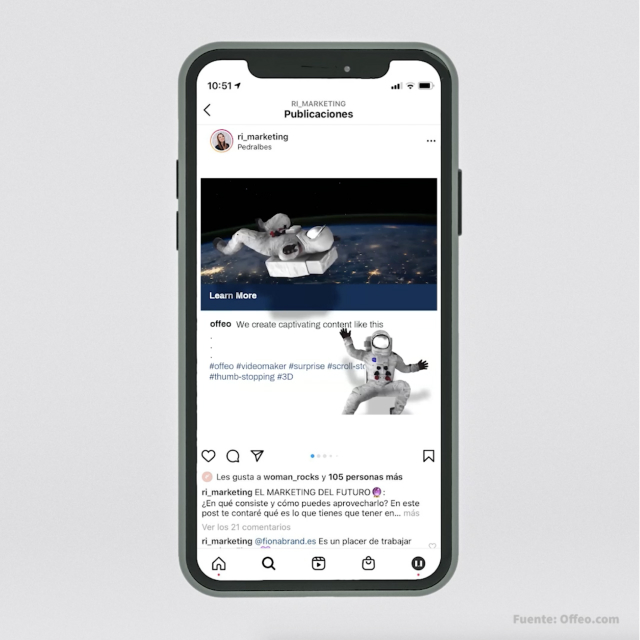 10:51
RI_MARKETING
Publicaciones
ri_marketing
Pedralbes
Learn More
offeo We create captivating content like this
.
.
.
#offeo #videomaker #surprise
#thumb-stopping #3D
Les gusta a woman_rocks y 105 personas más
ri_marketing EL MARKETING DEL FUTURO🔮:
¿En qué consiste y cómo puedes aprovecharlo? En este
post te contaré qué es lo que tienes que tener en... más
Ver los 21 comentarios
ri_marketing @fionabrand.es Es un placer de trabajar
Fuente: Offeo.com